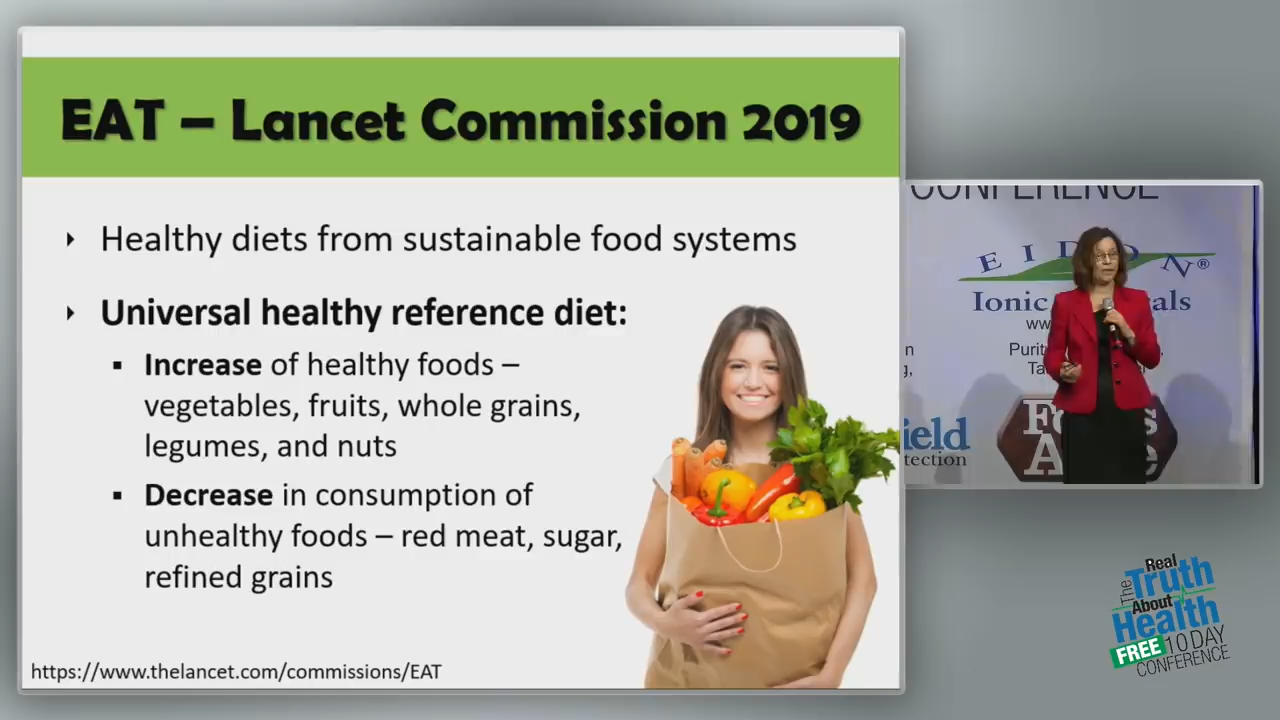 EAT – Lancet Commission 2019
Healthy diets from sustainable food systems
Universal healthy reference diet:
Increase of healthy foods –
vegetables, fruits, whole grains,
legumes, and nuts
Decrease in consumption of
unhealthy foods – red meat, sugar,
refined grains
https://www.thelancet.com/commissions/EAT
CONFERENCE
EIDON®
Ionic
The
Real
Truth
About
Health
FREE 10 DAY
CONFERENCE